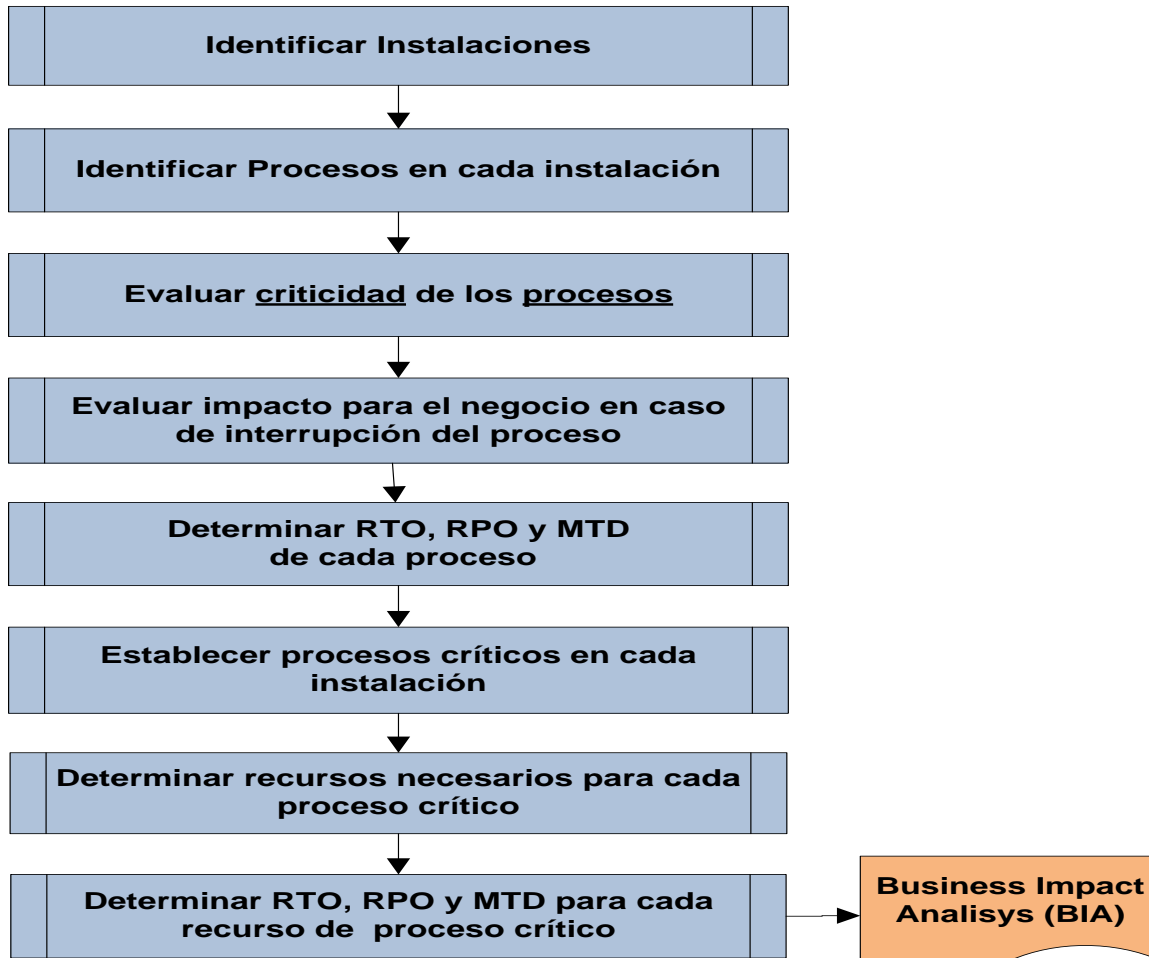 Identificar Instalaciones
Identificar Procesos en cada instalación
Evaluar criticidad de los procesos
Evaluar impacto para el negocio en caso
de interrupción del proceso
Determinar RTO, RPO y MTD
de cada proceso
Establecer procesos críticos en cada
instalación
Determinar recursos necesarios para cada
proceso crítico
Determinar RTO, RPO y MTD para cada
recurso de proceso crítico
Business Impact
Analisys (BIA)